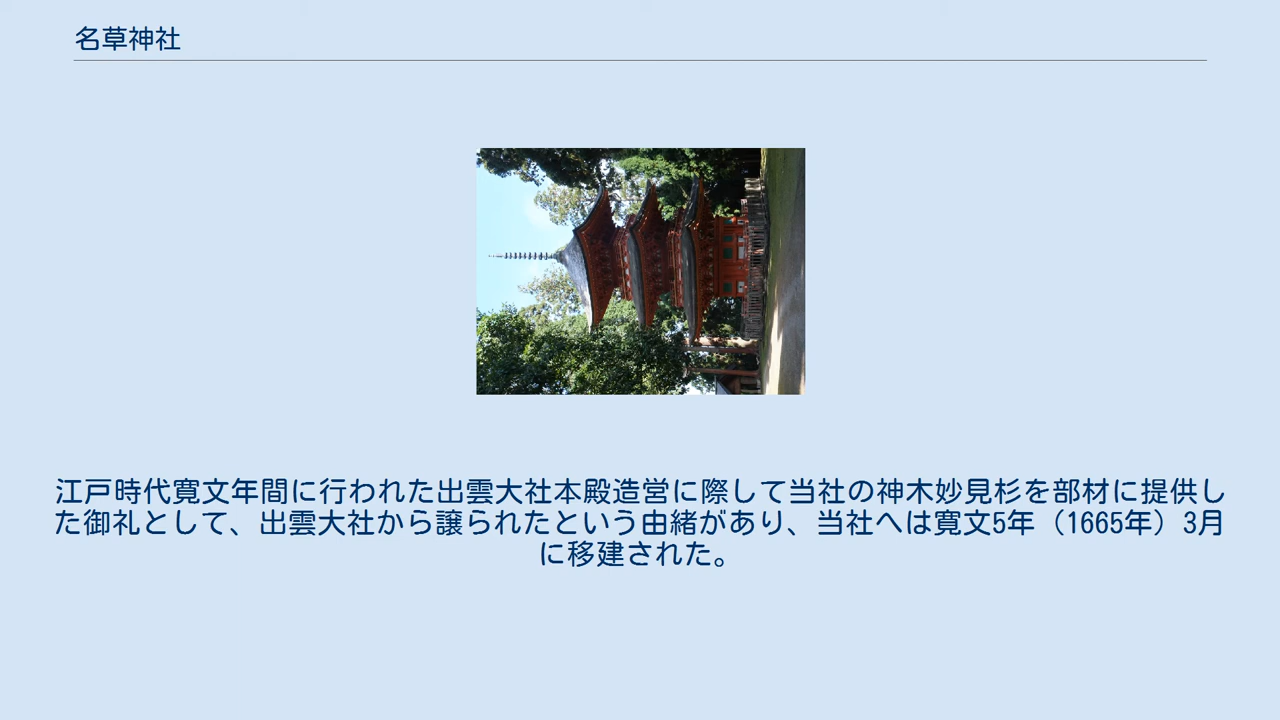 名草神社
江戸時代寛文年間に行われた出雲大社本殿造営に際して当社の神木妙見杉を部材に提供し
た御礼として、出雲大社から譲られたという由緒があり、当社へは寛文5年（1665年）3月
に移建された。